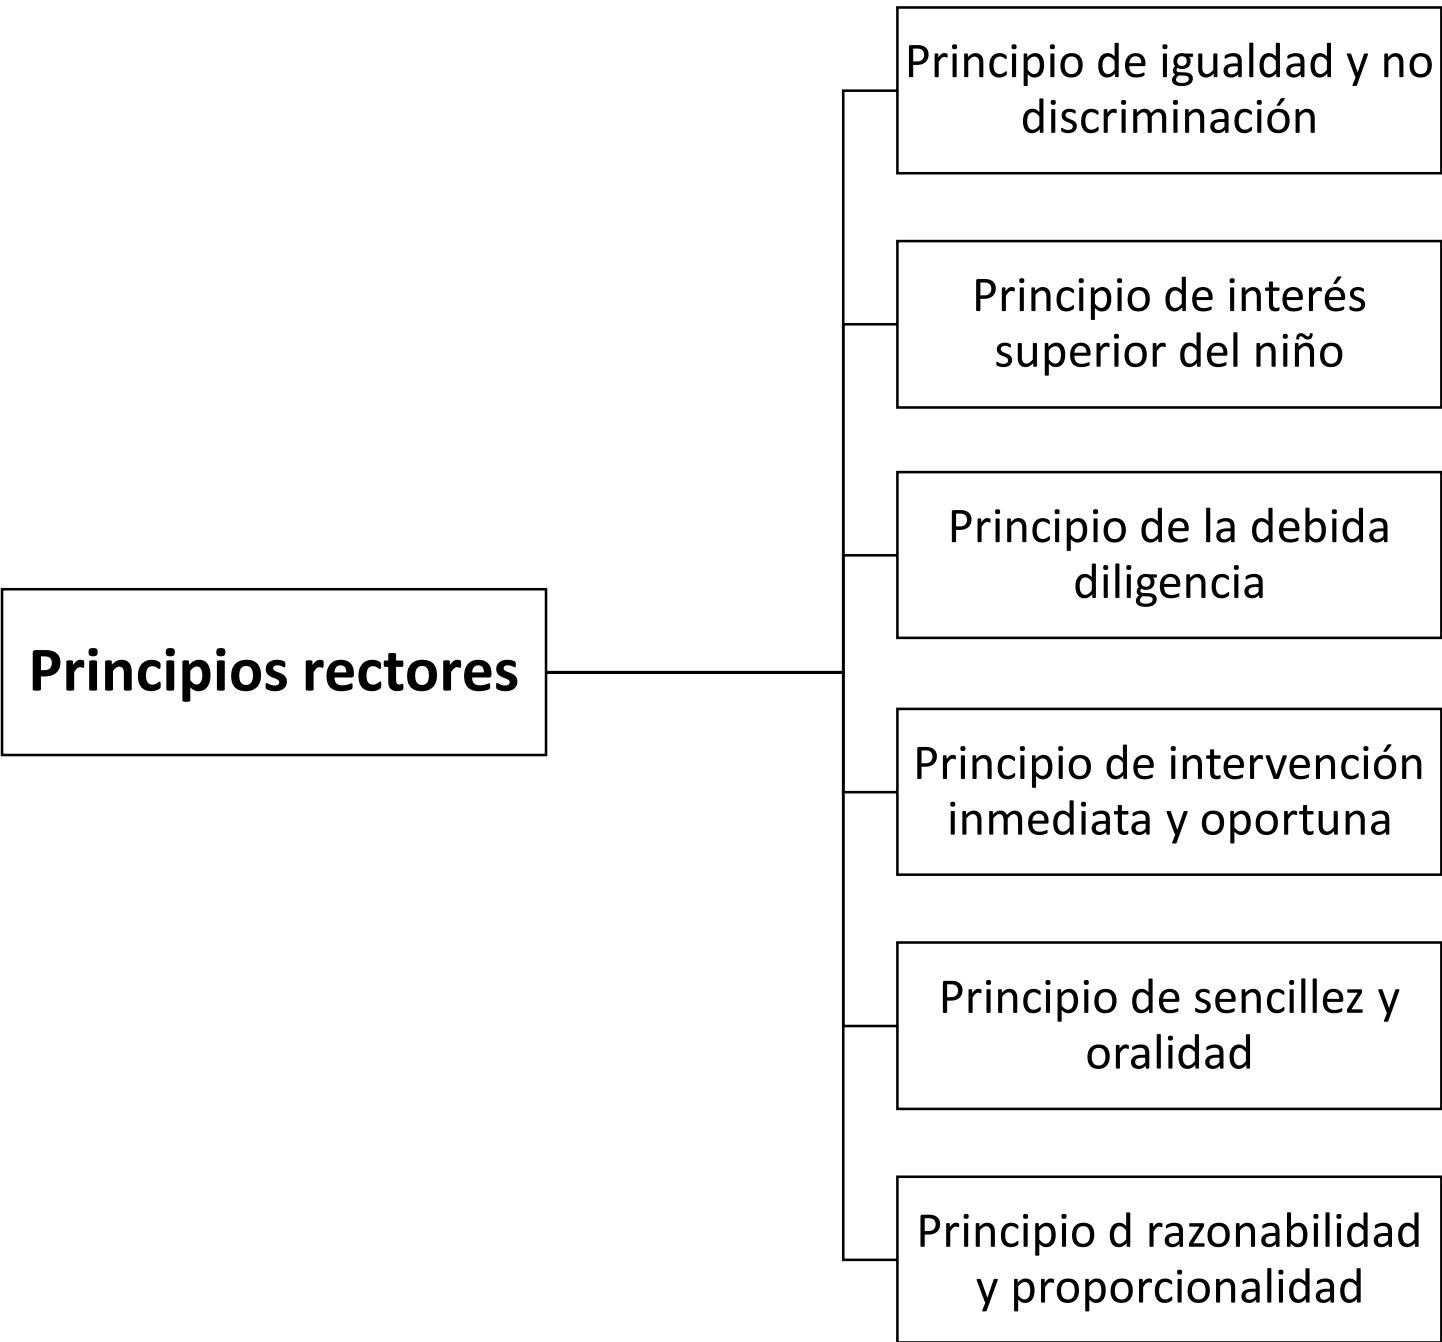 Principio de igualdad y no
discriminación
Principio de interés
superior del niño
Principio de la debida
diligencia
Principios rectores
Principio de intervención
inmediata y oportuna
Principio de sencillez y
oralidad
Principio d razonabilidad
y proporcionalidad